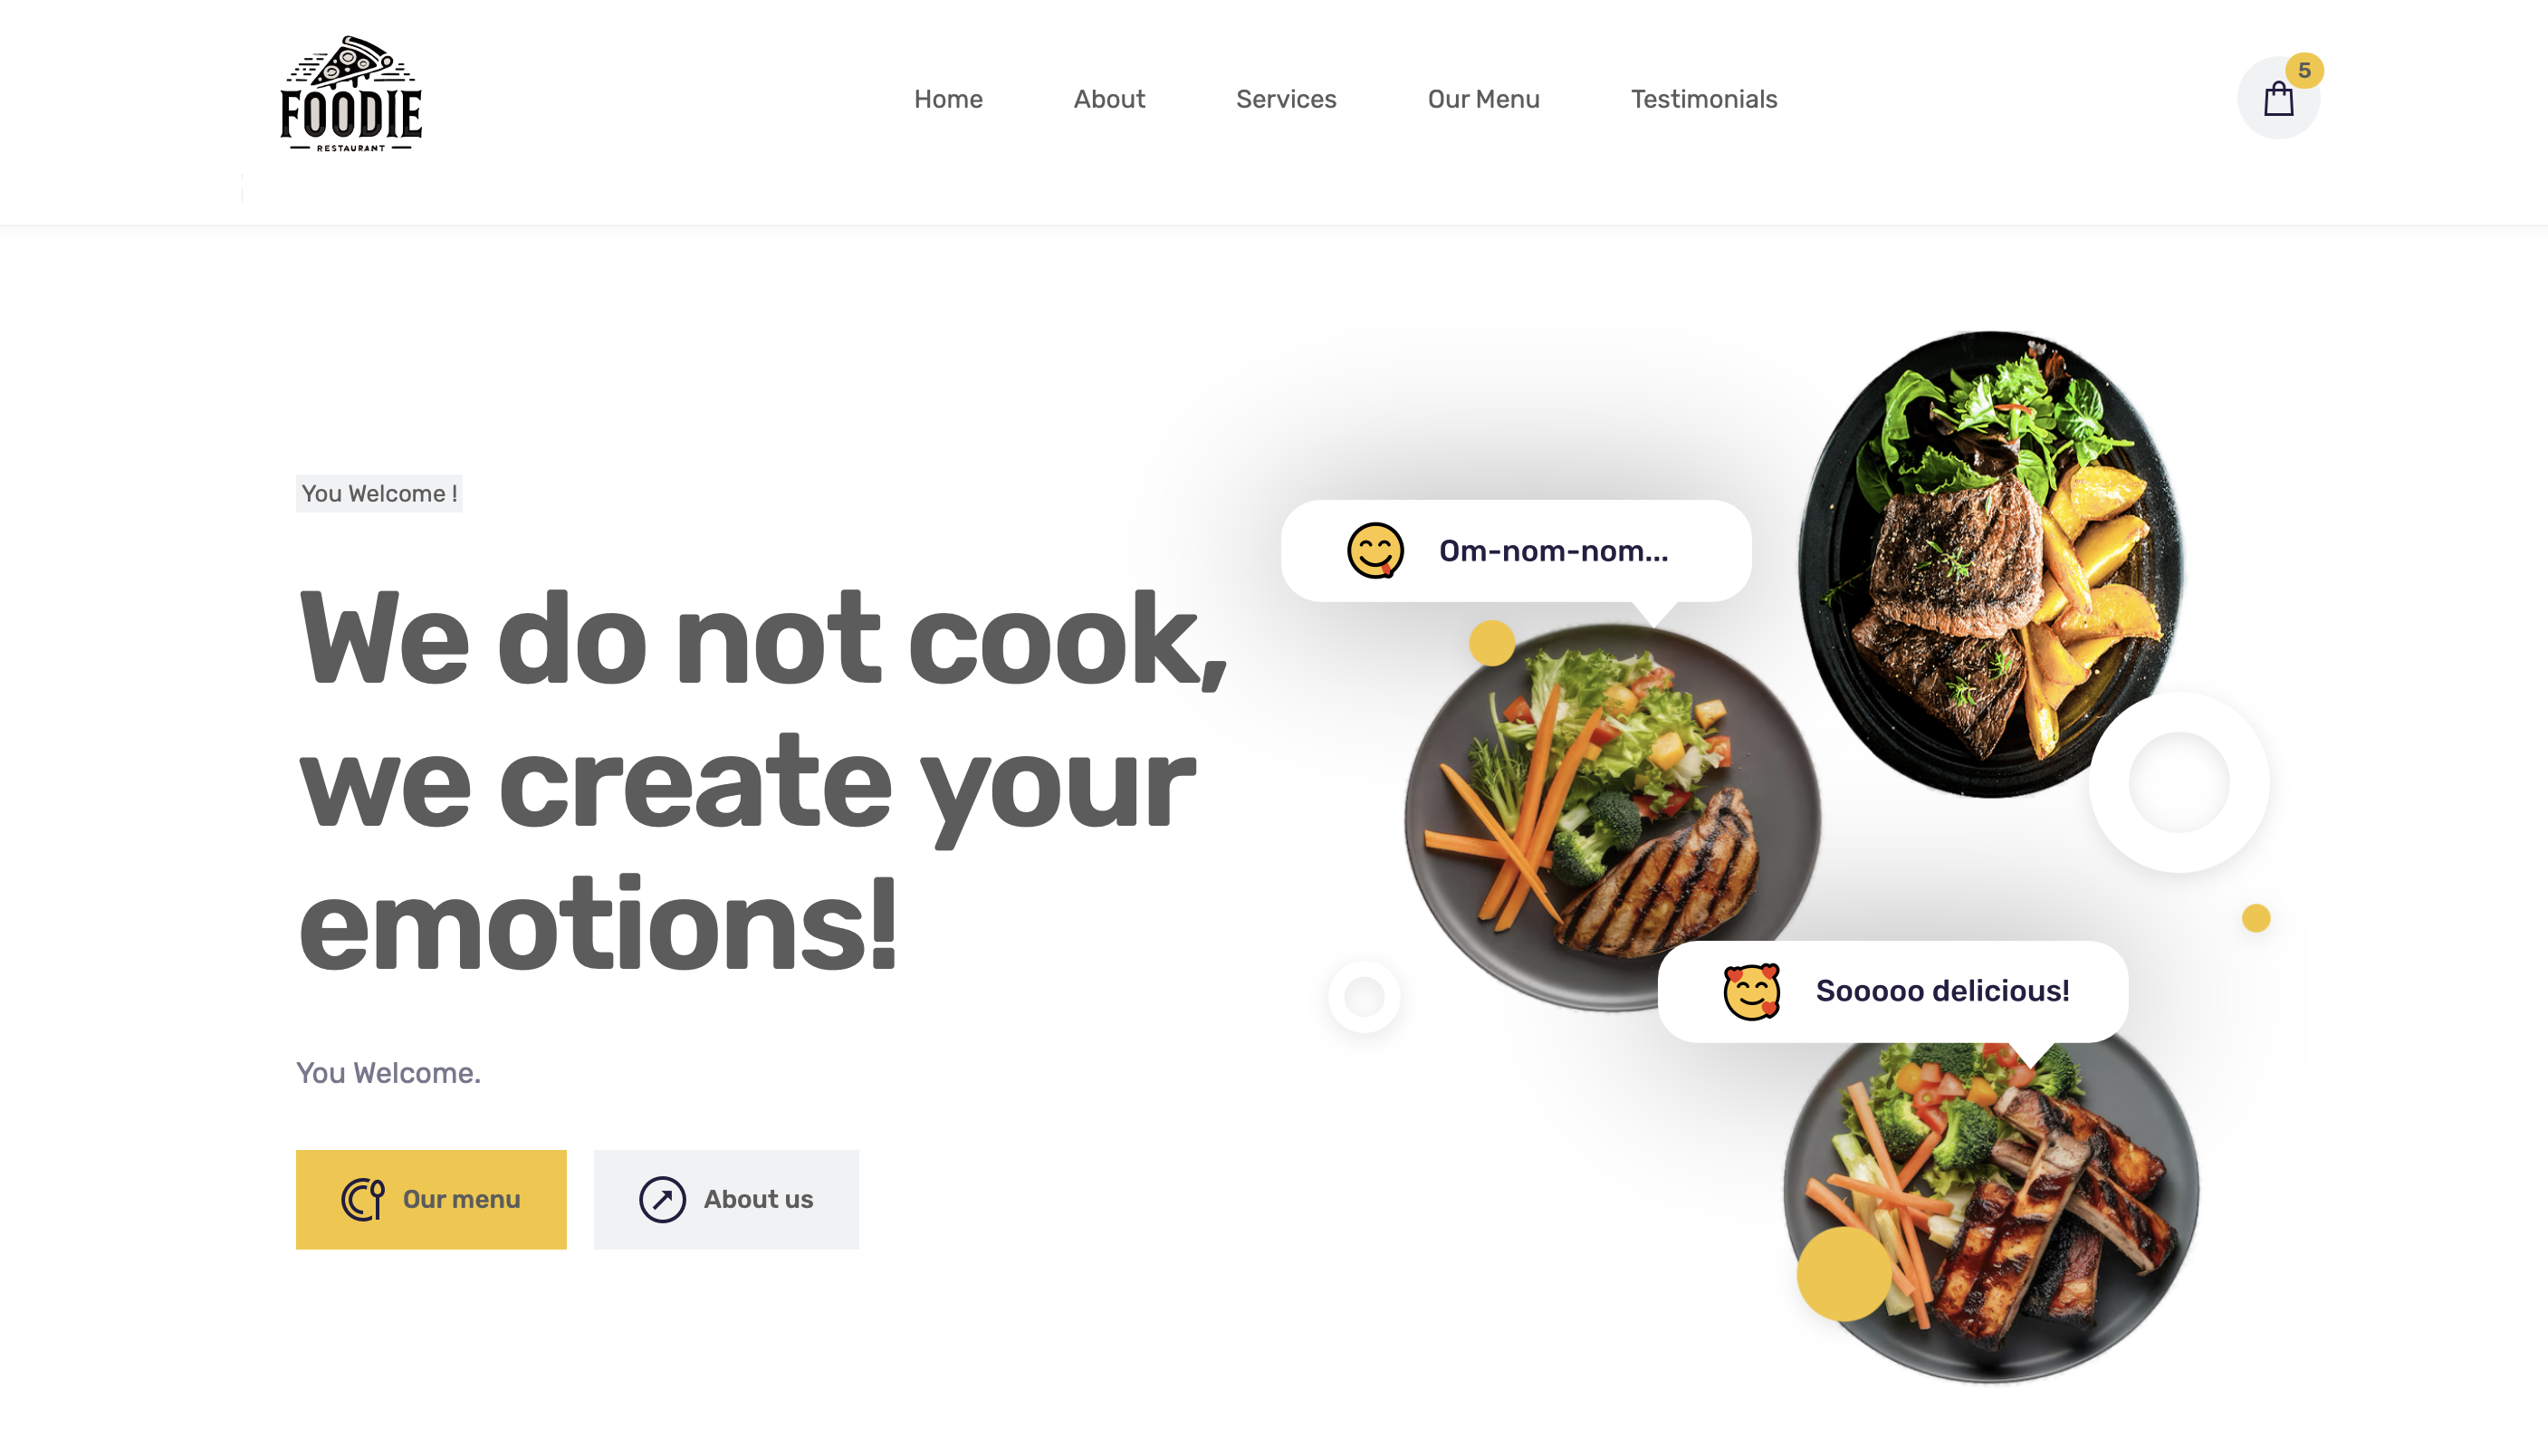 FOODIE
RESTAURANT
Home About Services Our Menu Testimonials
5
You Welcome !
We do not cook,
we create your
emotions!
You Welcome.
Our menu About us
Om-nom-nom...
Sooooo delicious!